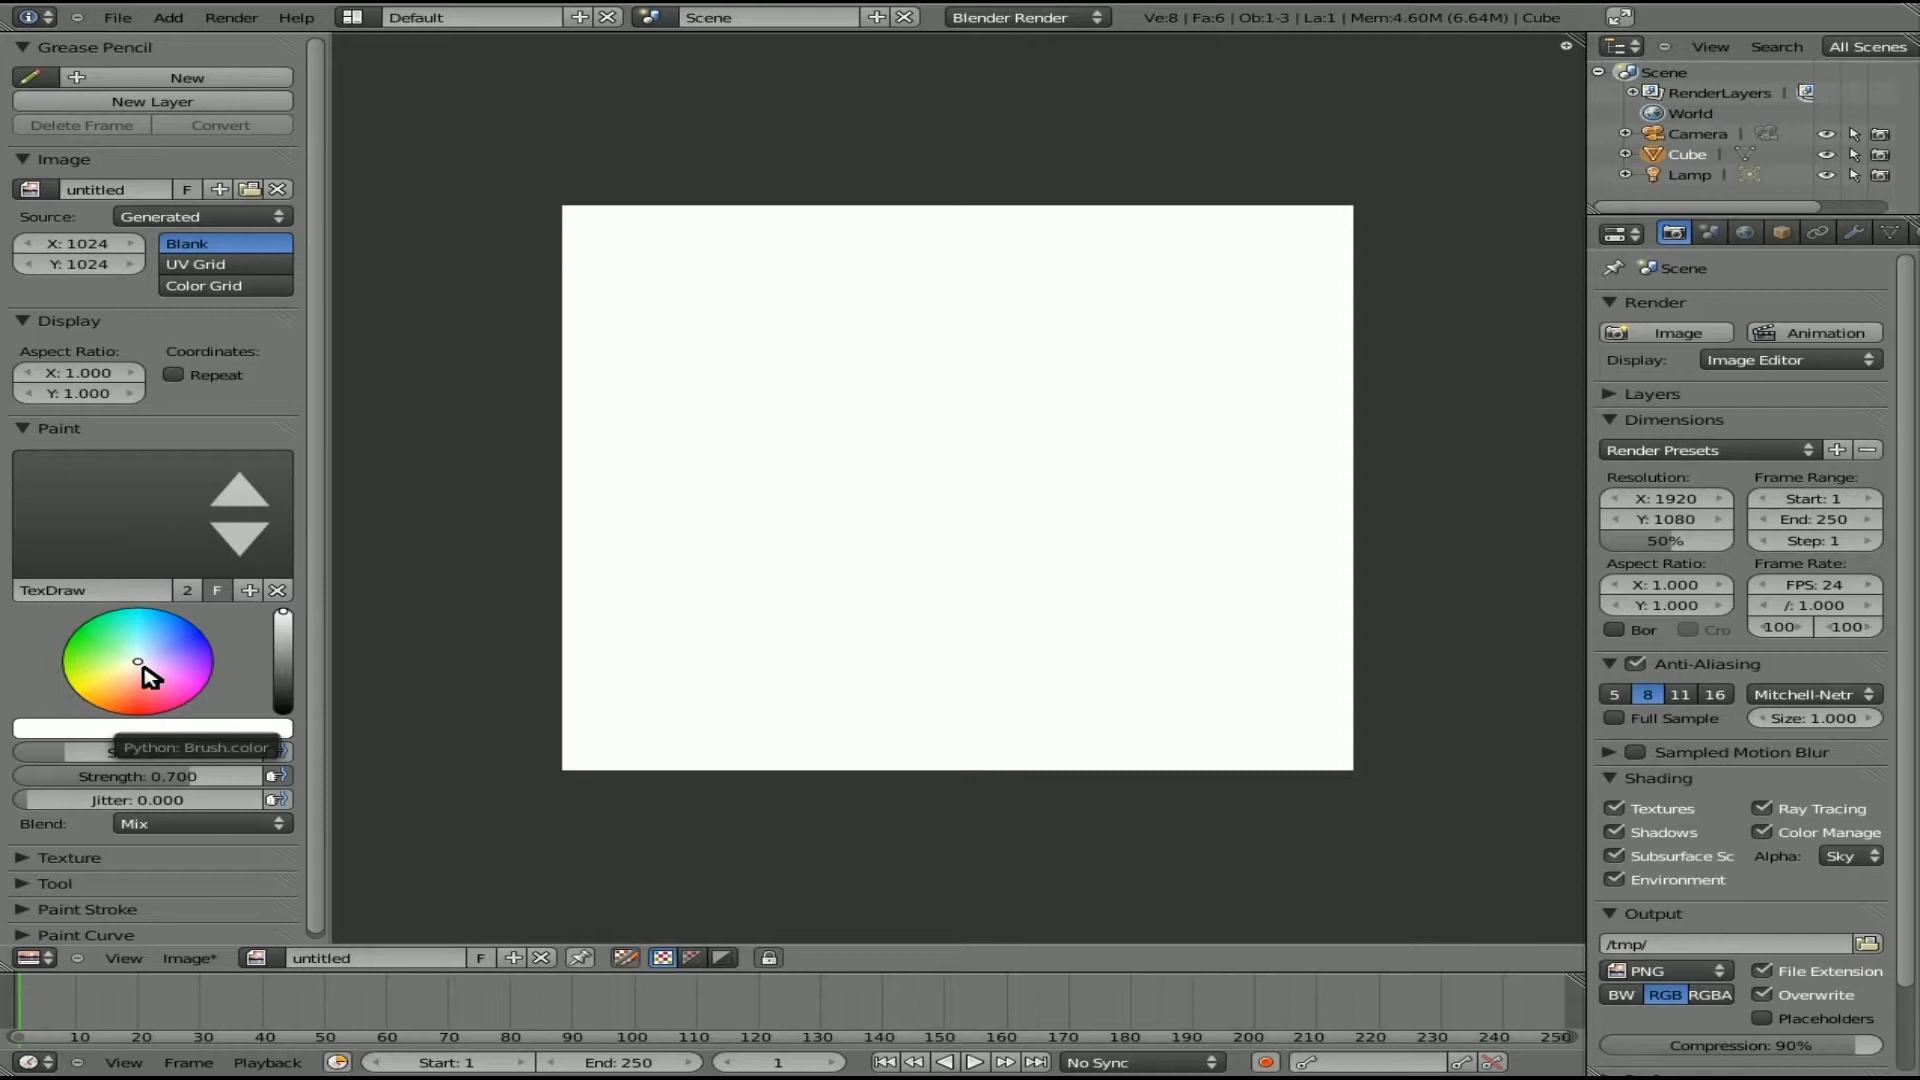 File Add Render Help Default Scene Blender Render Ve:8 | Fa:6 | Ob:1-3 | La:1 | Mem:4.60M (6.64M) | Cube
Grease Pencil
New
New Layer
Delete Frame Convert
Image
untitled F
Source: Generated
X: 1024 Blank
Y: 1024 UV Grid
Color Grid
Display
Aspect Ratio: Coordinates:
X: 1.000 Repeat
Y: 1.000
Paint
TexDraw 2 F
Python: Brush.color
Strength: 0.700
Jitter: 0.000
Blend: Mix
Texture
Tool
Paint Stroke
Paint Curve
View Image* untitled F
10 20 30 40 50 60 70 80 90 100 110 120 130 140 150 160 170 180 190 200 210 220 230 240 250
View Frame Playback Start: 1 End: 250 1 No Sync
View Search All Scenes
Scene
RenderLayers |
World
Camera |
Cube |
Lamp |
Scene
Render
Image Animation
Display: Image Editor
Layers
Dimensions
Render Presets
Resolution: Frame Range:
X: 1920 Start: 1
Y: 1080 End: 250
50% Step: 1
Aspect Ratio: Frame Rate:
X: 1.000 FPS: 24
Y: 1.000 /: 1.000
Bor Cro 100 100
Anti-Aliasing
5 8 11 16 Mitchell-Netr
Full Sample Size: 1.000
Sampled Motion Blur
Shading
Textures Ray Tracing
Shadows Color Manage
Subsurface Sc Alpha: Sky
Environment
Output
/tmp/
PNG File Extension
BW RGB RGBA Overwrite
Placeholders
Compression: 90%